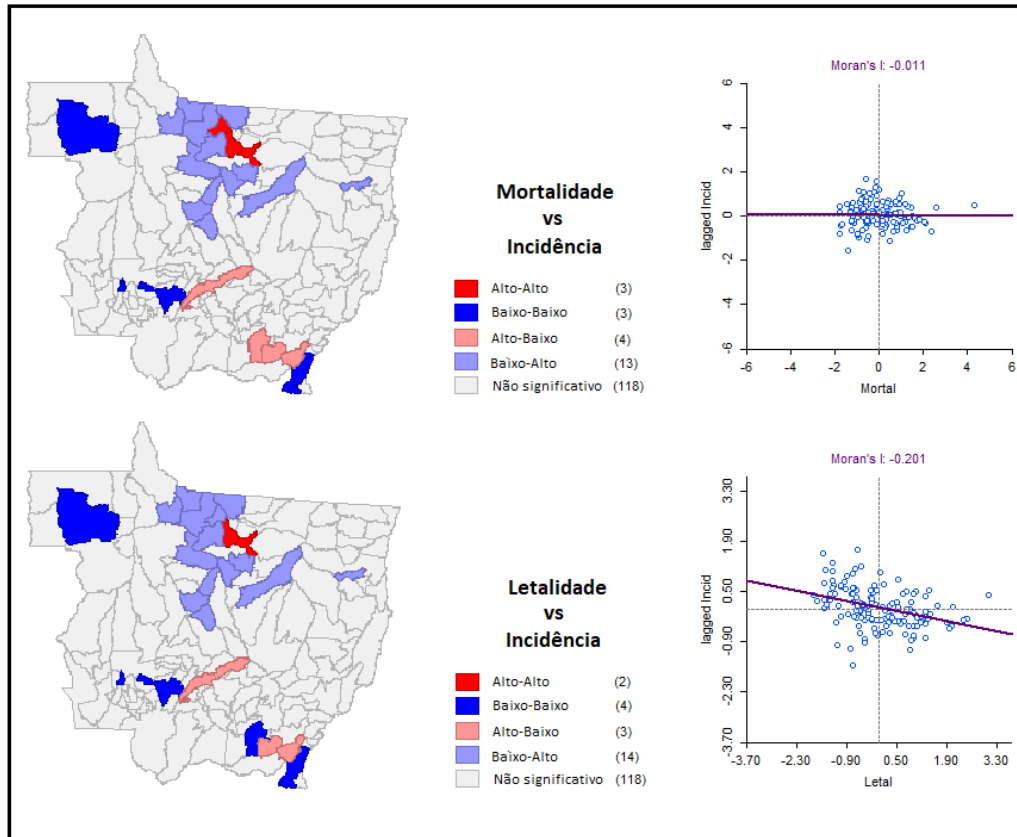 Mortalidade
vs
Incidência
Alto-Alto (3)
Baixo-Baixo (3)
Alto-Baixo (4)
Baixo-Alto (13)
Não significativo (118)
Moran's I: -0.011
6
4
2
0
-2
-4
-6
lagged Incid
-6 -4 -2 0 2 4 6
Mortal
Letalidade
vs
Incidência
Alto-Alto (2)
Baixo-Baixo (4)
Alto-Baixo (3)
Baixo-Alto (14)
Não significativo (118)
Moran's I: -0.201
3.30
1.90
0.50
-0.90
-2.30
-3.70
lagged Incid
-3.70 -2.30 -0.90 0.50 1.90 3.30
Letal